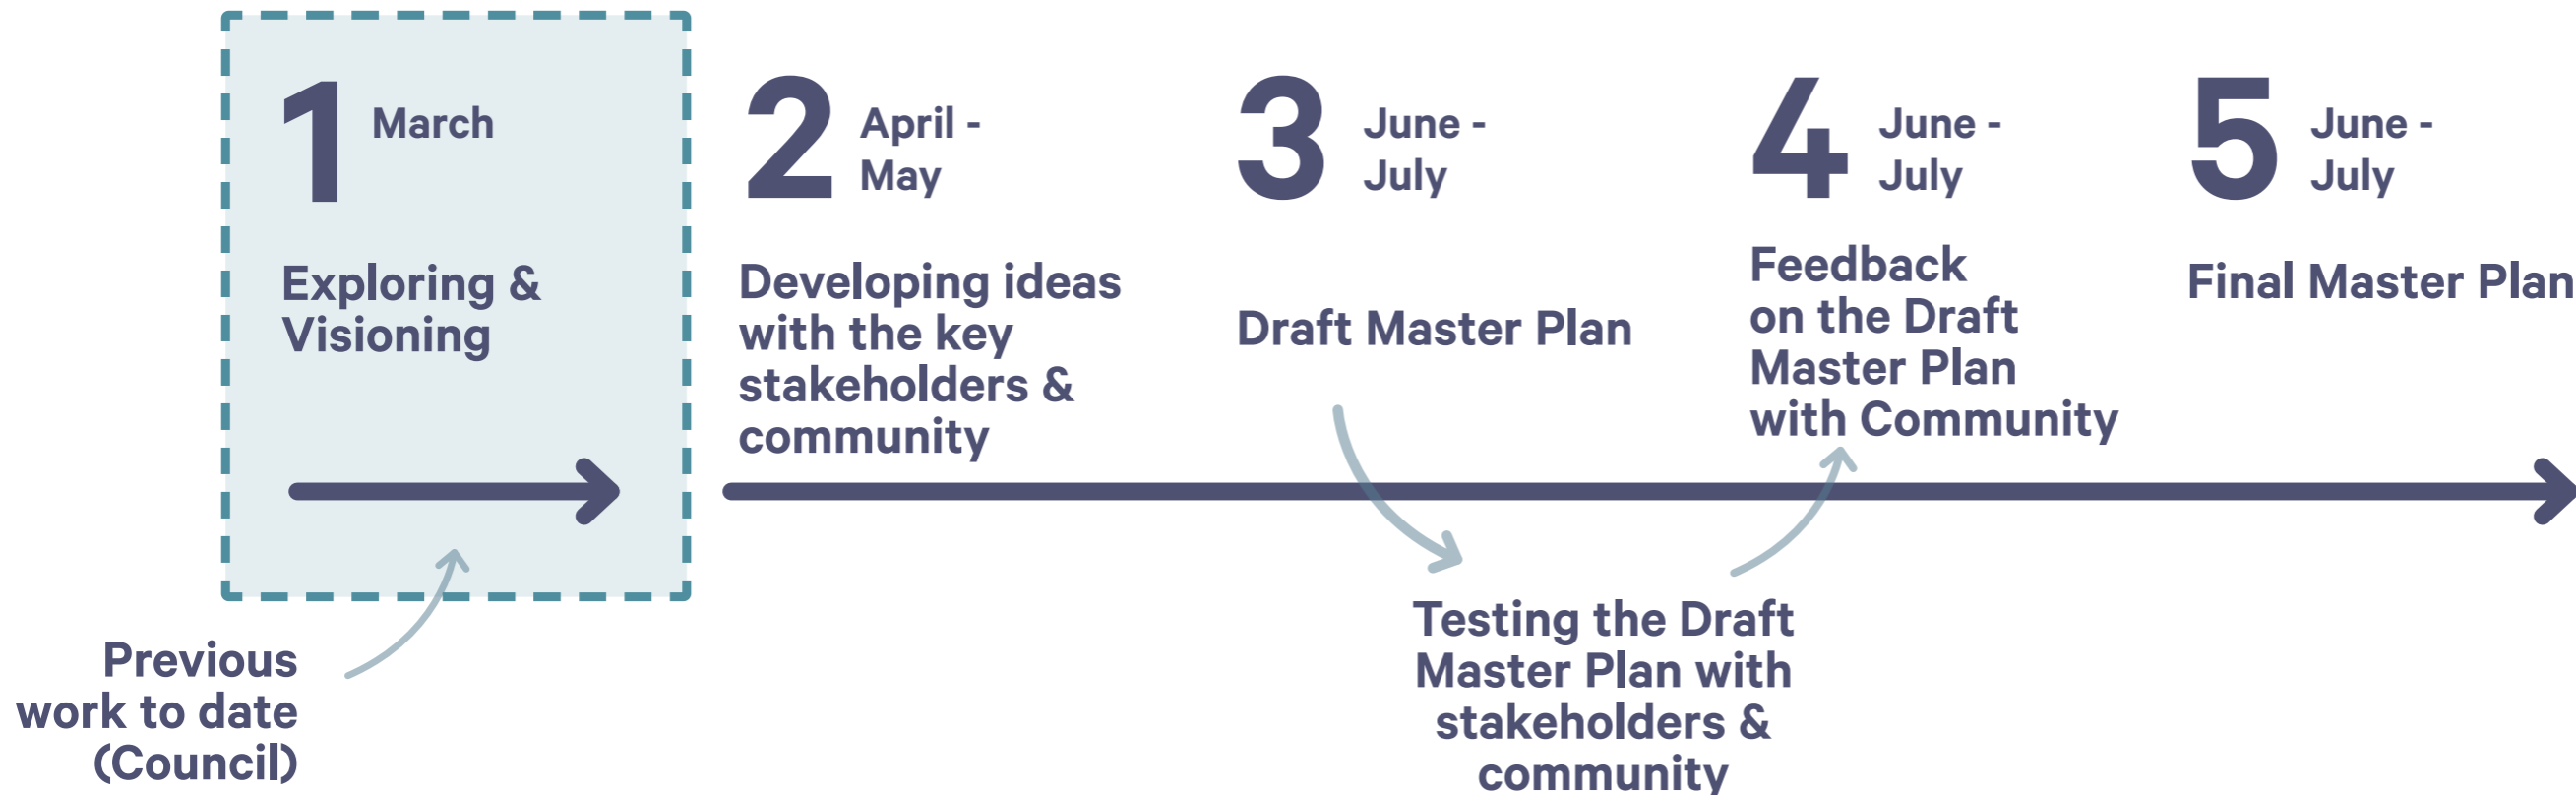 1
March
Exploring &
Visioning
2
April -
May
Developing ideas
with the key
stakeholders &
community
3
June -
July
Draft Master Plan
4
June -
July
Feedback
on the Draft
Master Plan
with Community
5
June -
July
Final Master Plan
Previous
work to date
(Council)
Testing the Draft
Master Plan with
stakeholders &
community